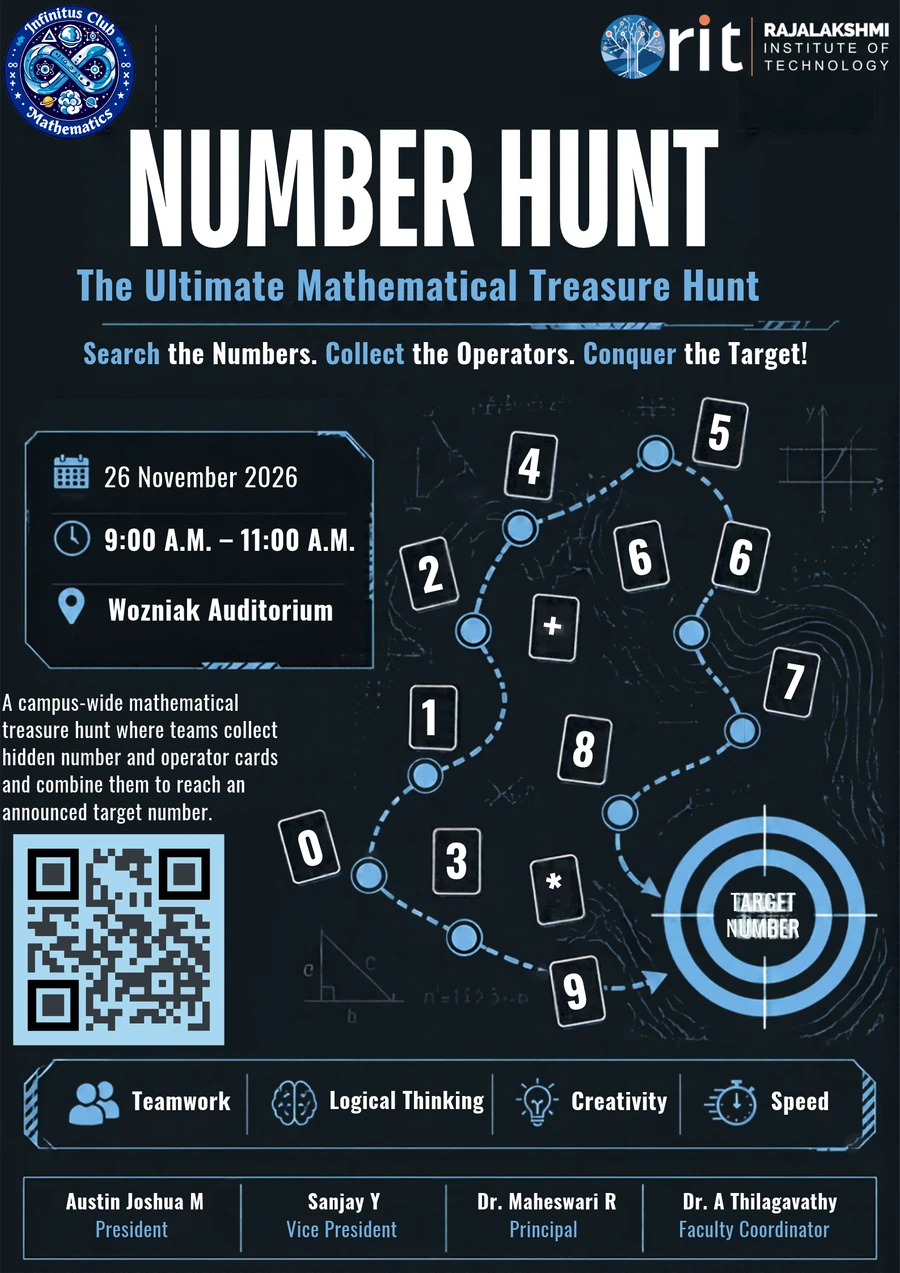 Infinitus Club
Mathematics
rit
RAJALAKSHMI
INSTITUTE OF
TECHNOLOGY
NUMBER HUNT
The Ultimate Mathematical Treasure Hunt
Search the Numbers. Collect the Operators. Conquer the Target!
26 November 2026
9:00 A.M. – 11:00 A.M.
Wozniak Auditorium
A campus-wide mathematical
treasure hunt where teams collect
hidden number and operator cards
and combine them to reach an
announced target number.
5
4
2
6
6
+
1
7
8
0
3
*
9
TARGET
NUMBER
y
a
c
b
Teamwork
Logical Thinking
Creativity
Speed
Austin Joshua M
President
Sanjay Y
Vice President
Dr. Maheswari R
Principal
Dr. A Thilagavathy
Faculty Coordinator